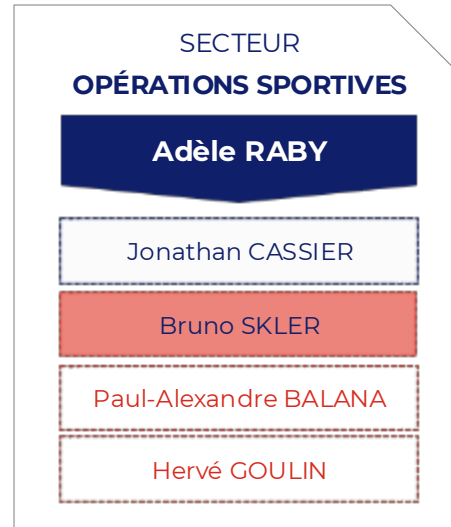 SECTEUR
OPÉRATIONS SPORTIVES
Adèle RABY
Jonathan CASSIER
Bruno SKLER
Paul-Alexandre BALANA
Hervé GOULIN